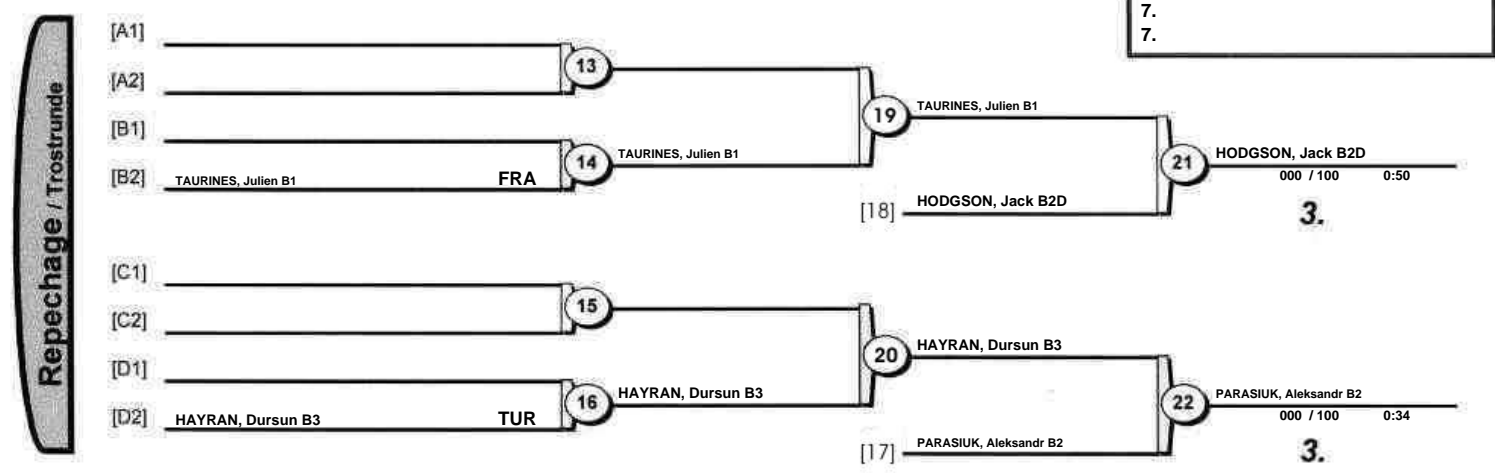 7.
7.
Repechage / Trostrunde
[A1]
[A2]
13
[B1]
[B2] TAURINES, Julien B1 FRA
14
TAURINES, Julien B1
19
TAURINES, Julien B1
[18] HODGSON, Jack B2D
21
HODGSON, Jack B2D
000 / 100 0:50
3.
[C1]
[C2]
15
[D1]
[D2] HAYRAN, Dursun B3 TUR
16
HAYRAN, Dursun B3
20
HAYRAN, Dursun B3
[17] PARASIUK, Aleksandr B2
22
PARASIUK, Aleksandr B2
000 / 100 0:34
3.